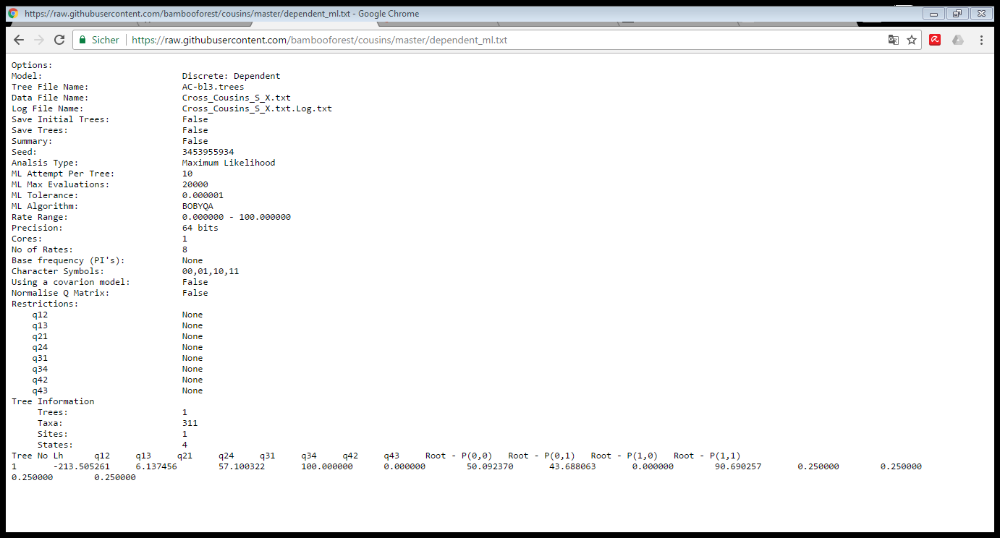 https://raw.githubusercontent.com/bambooforest/cousins/master/dependent_ml.txt - Google Chrome
Sicher https://raw.githubusercontent.com/bambooforest/cousins/master/dependent_ml.txt
Options:
Model: Discrete: Dependent
Tree File Name: AC-bl3.trees
Data File Name: Cross_Cousins_S_X.txt
Log File Name: Cross_Cousins_S_X.txt.Log.txt
Save Initial Trees: False
Save Trees: False
Summary: False
Seed: 3453955934
Analsis Type: Maximum Likelihood
ML Attempt Per Tree: 10
ML Max Evaluations: 20000
ML Tolerance: 0.000001
ML Algorithm: BOBYQA
Rate Range: 0.000000 - 100.000000
Precision: 64 bits
Cores: 1
No of Rates: 8
Base frequency (PI's): None
Character Symbols: 00,01,10,11
Using a covarion model: False
Normalise Q Matrix: False
Restrictions:
q12 None
q13 None
q21 None
q24 None
q31 None
q34 None
q42 None
q43 None
Tree Information
Trees: 1
Taxa: 311
Sites: 1
States: 4
Tree No Lh q12 q13 q21 q24 q31 q34 q42 q43 Root - P(0,0) Root - P(0,1) Root - P(1,0) Root - P(1,1)
1 -213.505261 6.137456 57.100322 100.000000 0.000000 50.092370 43.688063 0.000000 90.690257 0.250000 0.250000
0.250000 0.250000